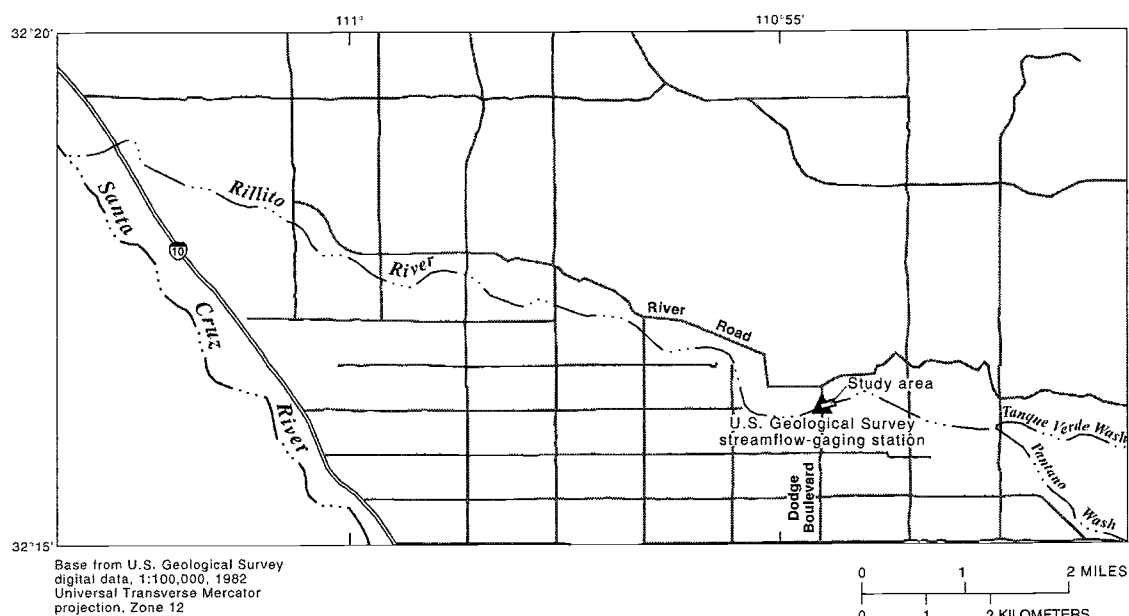 111°
110°55'
32°20'
Rillito
Santa
10
River
Cruz
River
Road
Study area
River
U.S. Geological Survey
streamflow-gaging station
Tanque Verde Wash
Pantano
Wash
Dodge
Boulevard
32°15'
Base from U.S. Geological Survey
digital data, 1:100,000, 1982
Universal Transverse Mercator
projection, Zone 12
0 1 2 MILES
0 1 2 KILOMETERS